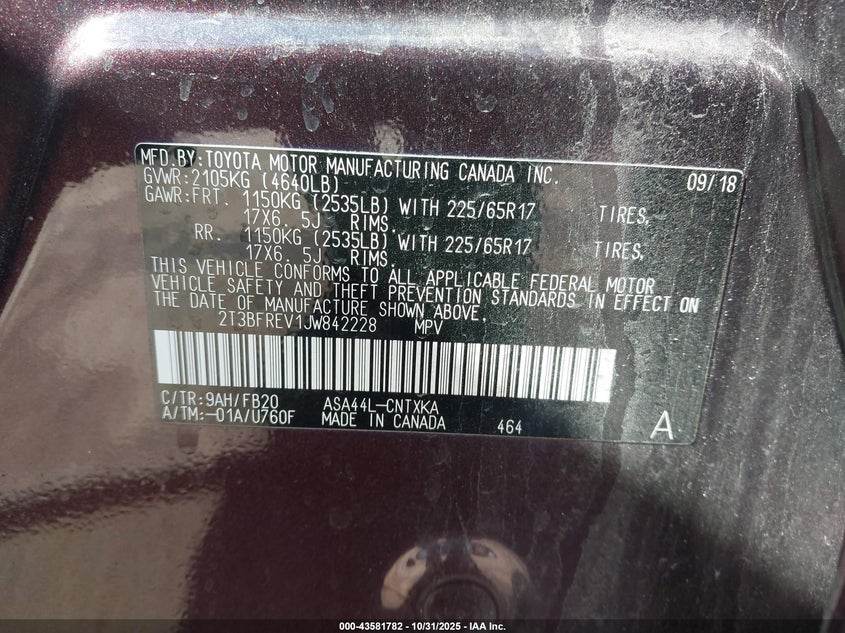 MFD.BY:TOYOTA MOTOR MANUFACTURING CANADA INC. 09/18
GVWR:2105KG (4640LB)
GAWR:FRT. 1150KG (2535LB) WITH 225/65R17 TIRES,
17X6. 5J RIMS.
RR. 1150KG (2535LB) WITH 225/65R17 TIRES,
17X6. 5J RIMS.
THIS VEHICLE CONFORMS TO ALL APPLICABLE FEDERAL MOTOR
VEHICLE SAFETY AND THEFT PREVENTION STANDARDS IN EFFECT ON
THE DATE OF MANUFACTURE SHOWN ABOVE.
2T3BFREV1JW842228 MPV
C/TR:9AH/FB20 ASA44L-CNTXKA
A/TM:-01A/U760F MADE IN CANADA 464 A
000-43581782 - 10/31/2025 - IAA Inc.